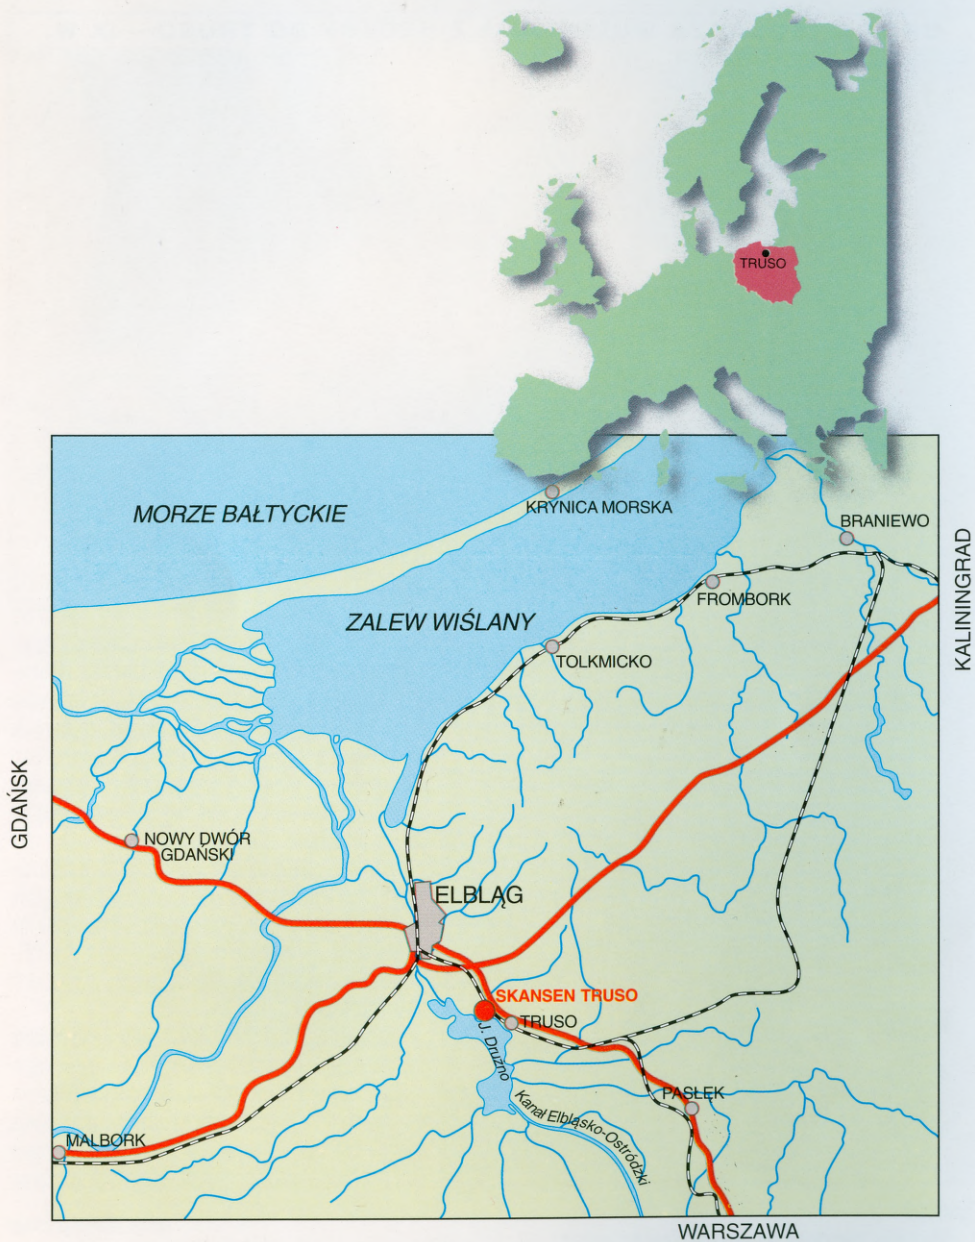 TRUSO
MORZE BAŁTYCKIE
KRYNICA MORSKA
BRANIEWO
KALININGRAD
FROMBORK
ZALEW WIŚLANY
TOLKMICKO
GDAŃSK
NOWY DWÓR
GDAŃSKI
ELBLĄG
SKANSEN TRUSO
TRUSO
J. Drużno
PASŁEK
Kanał Elbląsko-Ostródzki
MALBORK
WARSZAWA